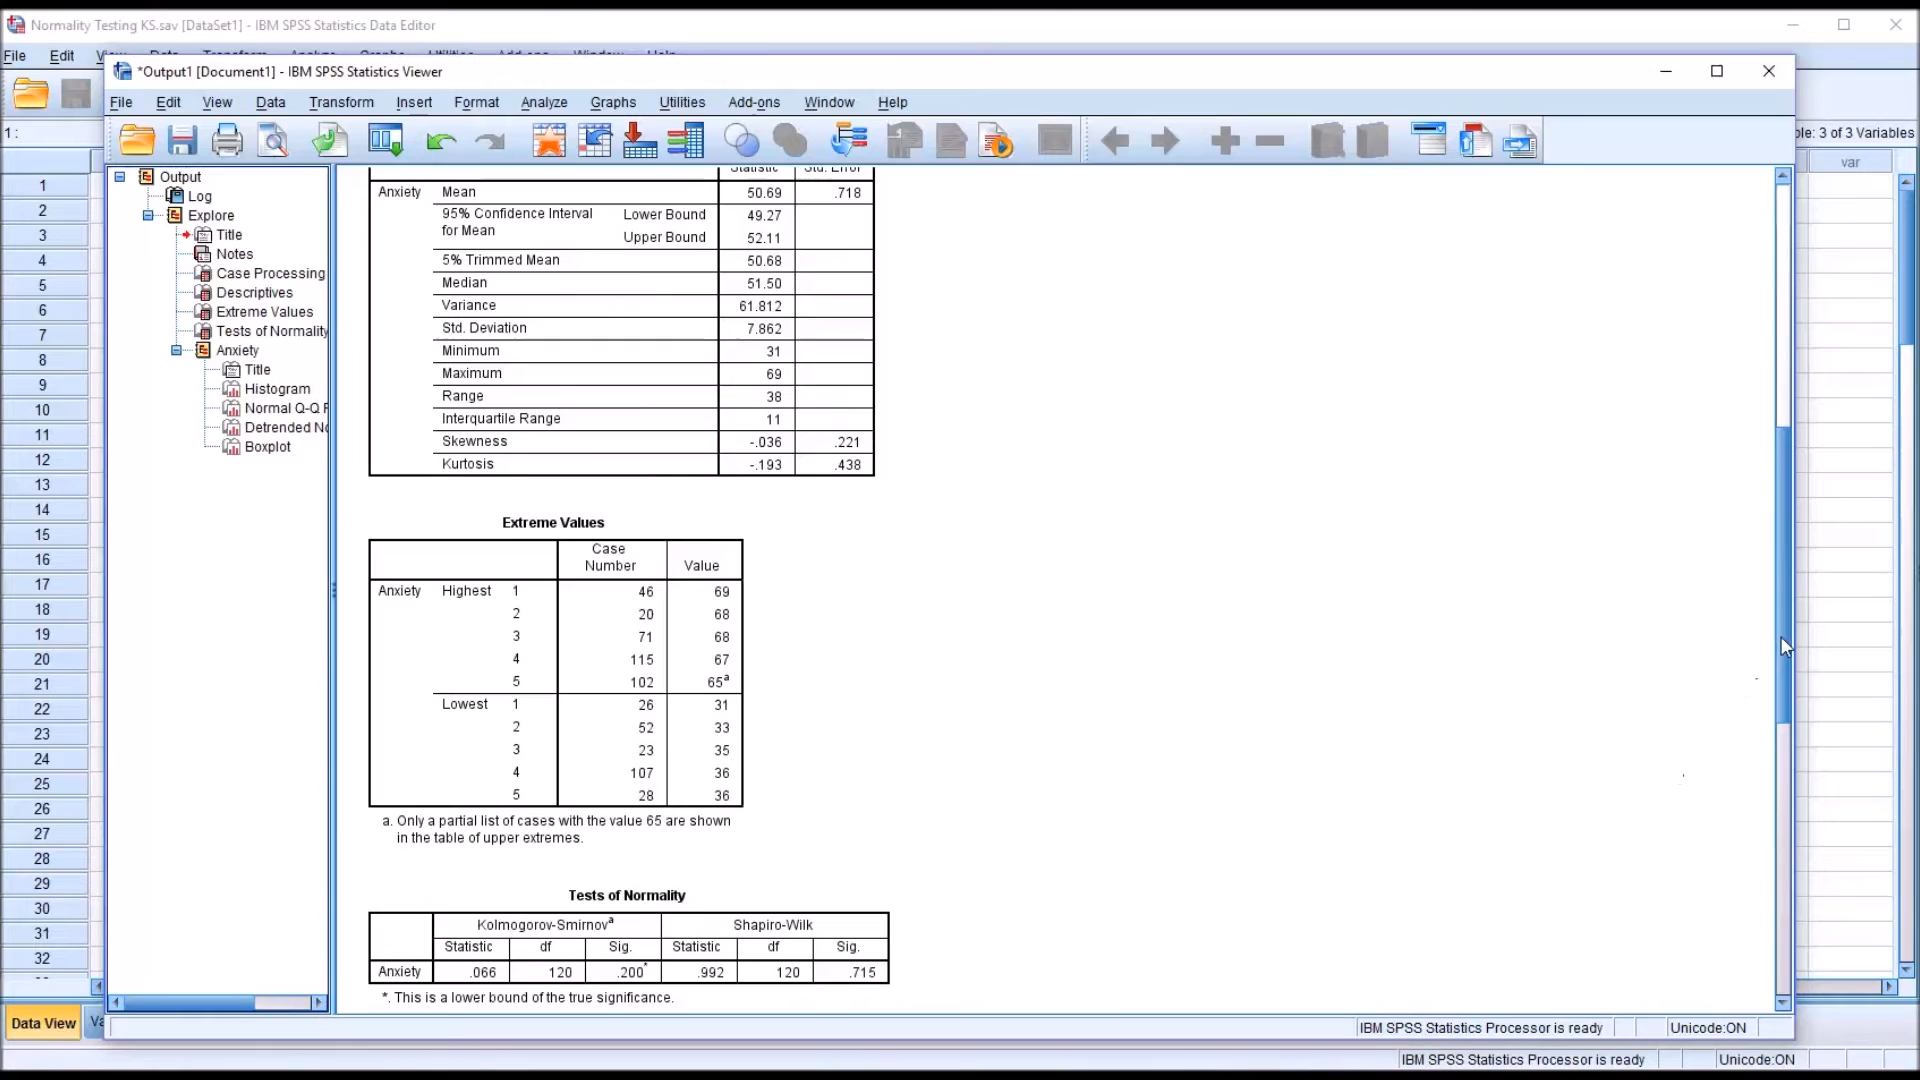 Normality Testing KS.sav [DataSet1] - IBM SPSS Statistics Data Editor
File Edit
*Output1 [Document1] - IBM SPSS Statistics Viewer
File Edit View Data Transform Insert Format Analyze Graphs Utilities Add-ons Window Help
1 :
3 of 3 Variables
var
Output
Log
Explore
Title
Notes
Case Processing
Descriptives
Extreme Values
Tests of Normality
Anxiety
Title
Histogram
Normal Q-Q
Detrended
Boxplot
1
2
3
4
5
6
7
8
9
10
11
12
13
14
15
16
17
18
19
20
21
22
23
24
25
26
27
28
29
30
31
32
Statistic Std. Error
Anxiety Mean 50.69 .718
95% Confidence Interval Lower Bound 49.27
for Mean Upper Bound 52.11
5% Trimmed Mean 50.68
Median 51.50
Variance 61.812
Std. Deviation 7.862
Minimum 31
Maximum 69
Range 38
Interquartile Range 11
Skewness -.036 .221
Kurtosis -.193 .438
Extreme Values
Case
Number Value
Anxiety Highest 1 46 69
2 20 68
3 71 68
4 115 67
5 102 65a
Lowest 1 26 31
2 52 33
3 23 35
4 107 36
5 28 36
a. Only a partial list of cases with the value 65 are shown
in the table of upper extremes.
Tests of Normality
Kolmogorov-Smirnova Shapiro-Wilk
Statistic df Sig. Statistic df Sig.
Anxiety .066 120 .200* .992 120 .715
*. This is a lower bound of the true significance.
Data View
IBM SPSS Statistics Processor is ready Unicode:ON
IBM SPSS Statistics Processor is ready Unicode:ON